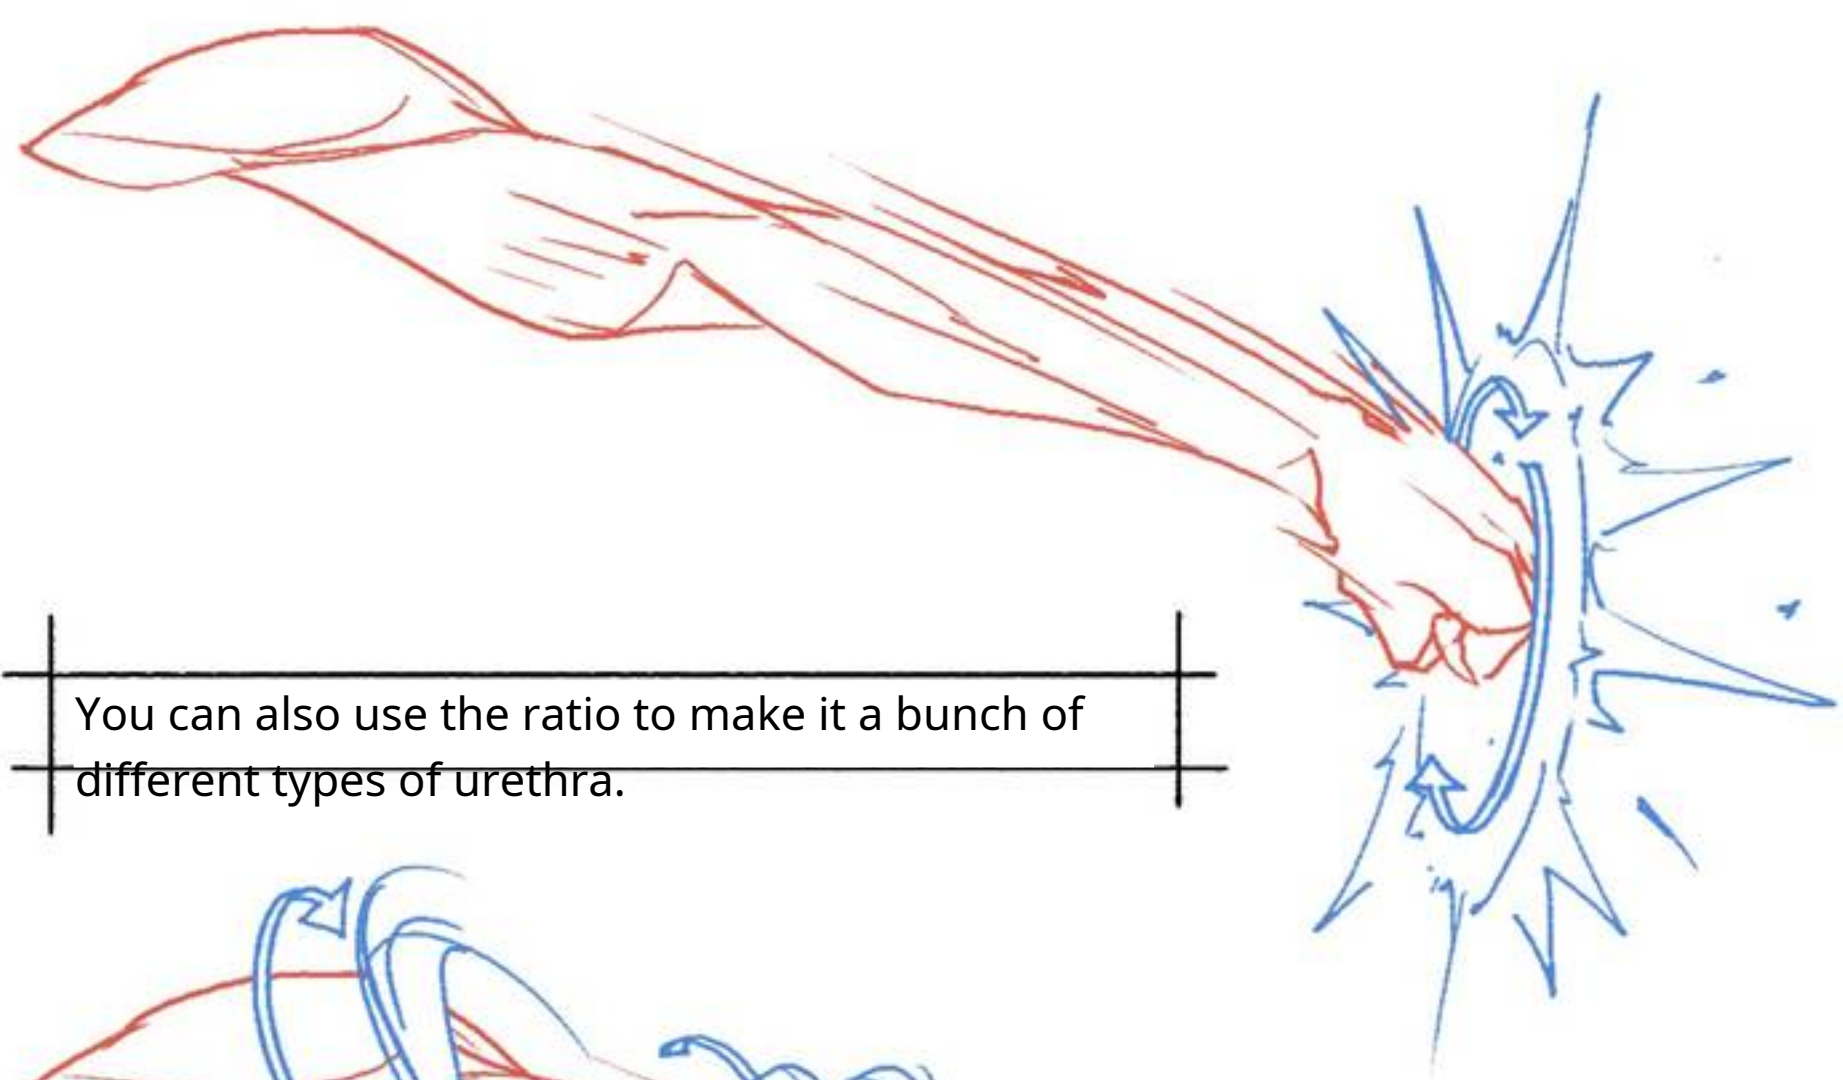 You can also use the ratio to make it a bunch of
different types of urethra.